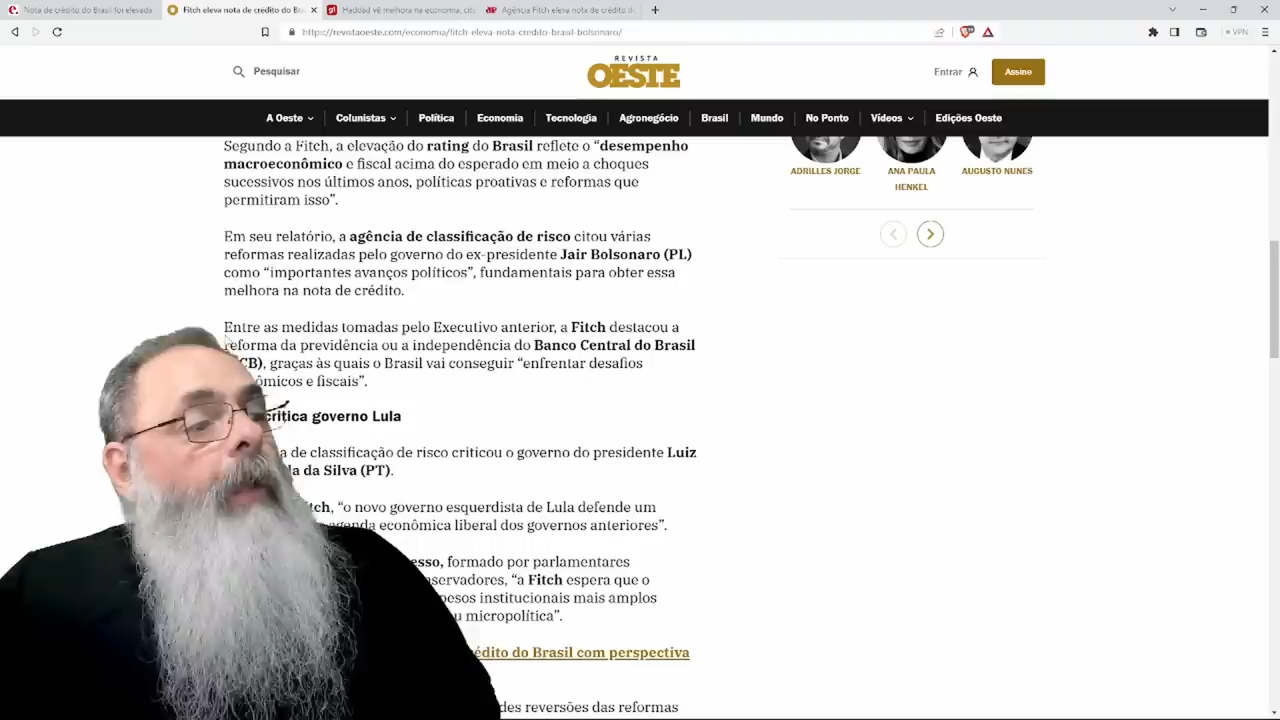 Nota de crédito do Brasil foi elevada
Fitch eleva nota de crédito do Bra
Haddad vê melhora na economia, cita
Agência Fitch eleva nota de crédito d
https://revistaoeste.com/economia/fitch-eleva-nota-credito-brasil-bolsonaro/
VPN
Pesquisar
REVISTA
OESTE
Entrar
Assine
A Oeste
Colunistas
Política
Economia
Tecnologia
Agronegócio
Brasil
Mundo
No Ponto
Vídeos
Edições Oeste
Segundo a Fitch, a elevação do rating do Brasil reflete o “desempenho
macroeconômico e fiscal acima do esperado em meio a choques
sucessivos nos últimos anos, políticas proativas e reformas que
permitiram isso”.
Em seu relatório, a agência de classificação de risco citou várias
reformas realizadas pelo governo do ex-presidente Jair Bolsonaro (PL)
como “importantes avanços políticos”, fundamentais para obter essa
melhora na nota de crédito.
Entre as medidas tomadas pelo Executivo anterior, a Fitch destacou a
reforma da previdência ou a independência do Banco Central do Brasil
CB), graças às quais o Brasil vai conseguir “enfrentar desafios
ômicos e fiscais”.
critica governo Lula
a de classificação de risco criticou o governo do presidente Luiz
la da Silva (PT).
tch, “o novo governo esquerdista de Lula defende um
agenda econômica liberal dos governos anteriores”.
esso, formado por parlamentares
servadores, “a Fitch espera que o
pesos institucionais mais amplos
u micropolítica”.
édito do Brasil com perspectiva
des reversões das reformas
ADRILLES JORGE
ANA PAULA
HENKEL
AUGUSTO NUNES